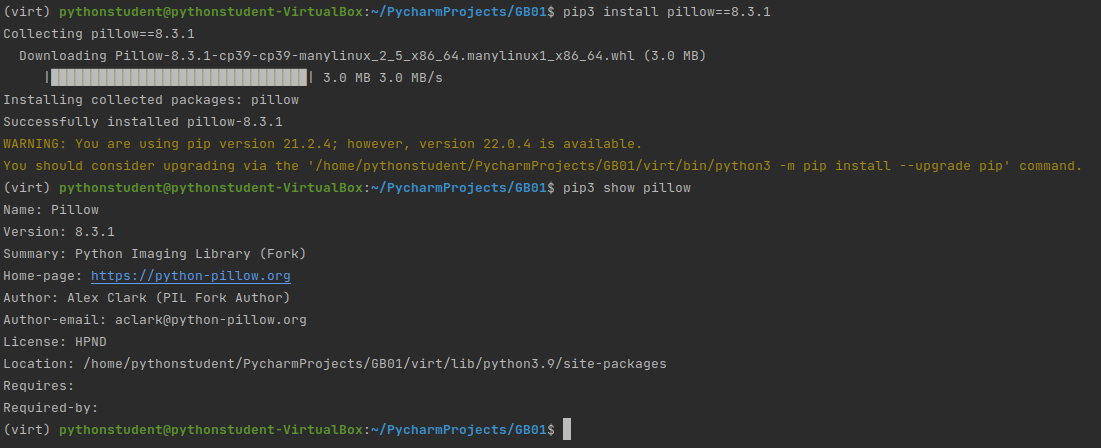 (virt) pythonstudent@pythonstudent-VirtualBox:~/PycharmProjects/GB01$ pip3 install pillow==8.3.1
Collecting pillow==8.3.1
  Downloading Pillow-8.3.1-cp39-cp39-manylinux_2_5_x86_64.manylinux1_x86_64.whl (3.0 MB)
     |████████████████████████████████| 3.0 MB 3.0 MB/s
Installing collected packages: pillow
Successfully installed pillow-8.3.1
WARNING: You are using pip version 21.2.4; however, version 22.0.4 is available.
You should consider upgrading via the '/home/pythonstudent/PycharmProjects/GB01/virt/bin/python3 -m pip install --upgrade pip' command.
(virt) pythonstudent@pythonstudent-VirtualBox:~/PycharmProjects/GB01$ pip3 show pillow
Name: Pillow
Version: 8.3.1
Summary: Python Imaging Library (Fork)
Home-page: https://python-pillow.org
Author: Alex Clark (PIL Fork Author)
Author-email: aclark@python-pillow.org
License: HPND
Location: /home/pythonstudent/PycharmProjects/GB01/virt/lib/python3.9/site-packages
Requires:
Required-by:
(virt) pythonstudent@pythonstudent-VirtualBox:~/PycharmProjects/GB01$